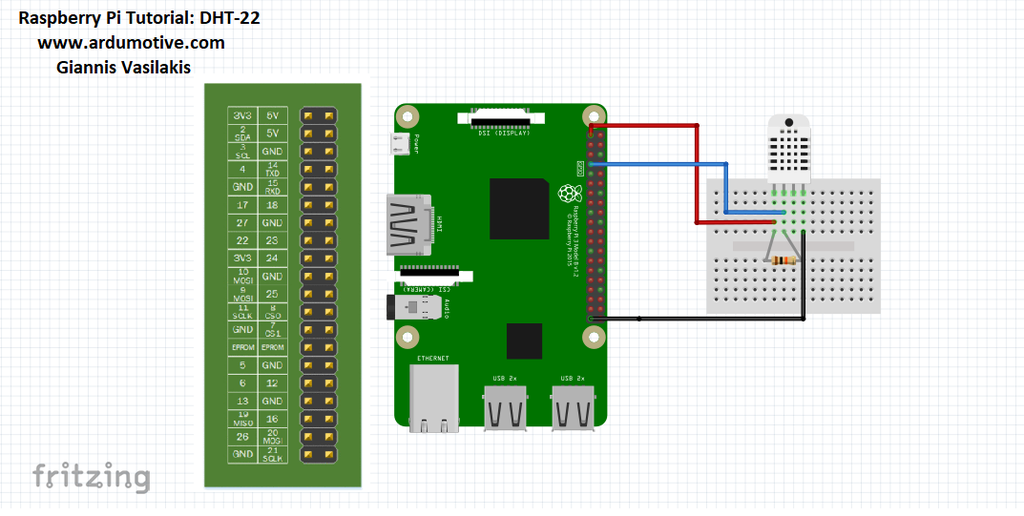 Raspberry Pi Tutorial: DHT-22
www.ardumotive.com
Giannis Vasilakis
3V3 5V
2 SDA 5V
3 SCL GND
4 14 TXD
GND 15 RXD
17 18
27 GND
22 23
3V3 24
10 MOSI GND
9 MOSI 25
11 SCLK 8 CS0
GND 7 CS1
EPROM EPROM
5 GND
6 12
13 GND
19 MISO 16
26 20 MOSI
GND 21 SCLK
DSI (DISPLAY)
Power
GPIO
HDMI
Raspberry Pi 3 Model B v1.2
© Raspberry Pi 2015
CSI (CAMERA)
Audio
ETHERNET
USB 2x
USB 2x
fritzing